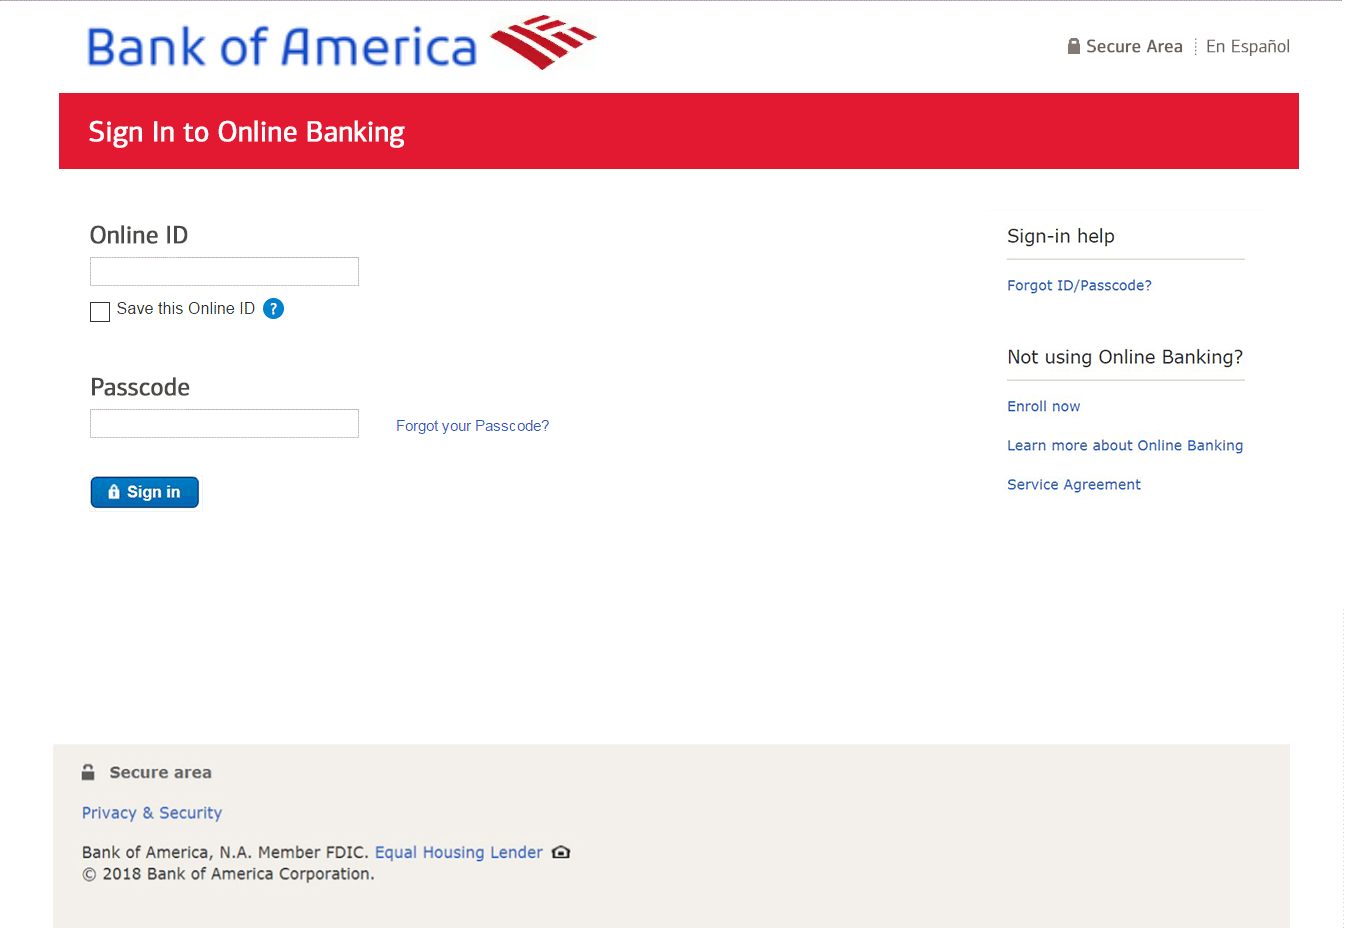 Bank of America
Secure Area
En Español
Sign In to Online Banking
Online ID
Save this Online ID ?
Passcode
Forgot your Passcode?
Sign in
Sign-in help
Forgot ID/Passcode?
Not using Online Banking?
Enroll now
Learn more about Online Banking
Service Agreement
Secure area
Privacy & Security
Bank of America, N.A. Member FDIC. Equal Housing Lender
© 2018 Bank of America Corporation.